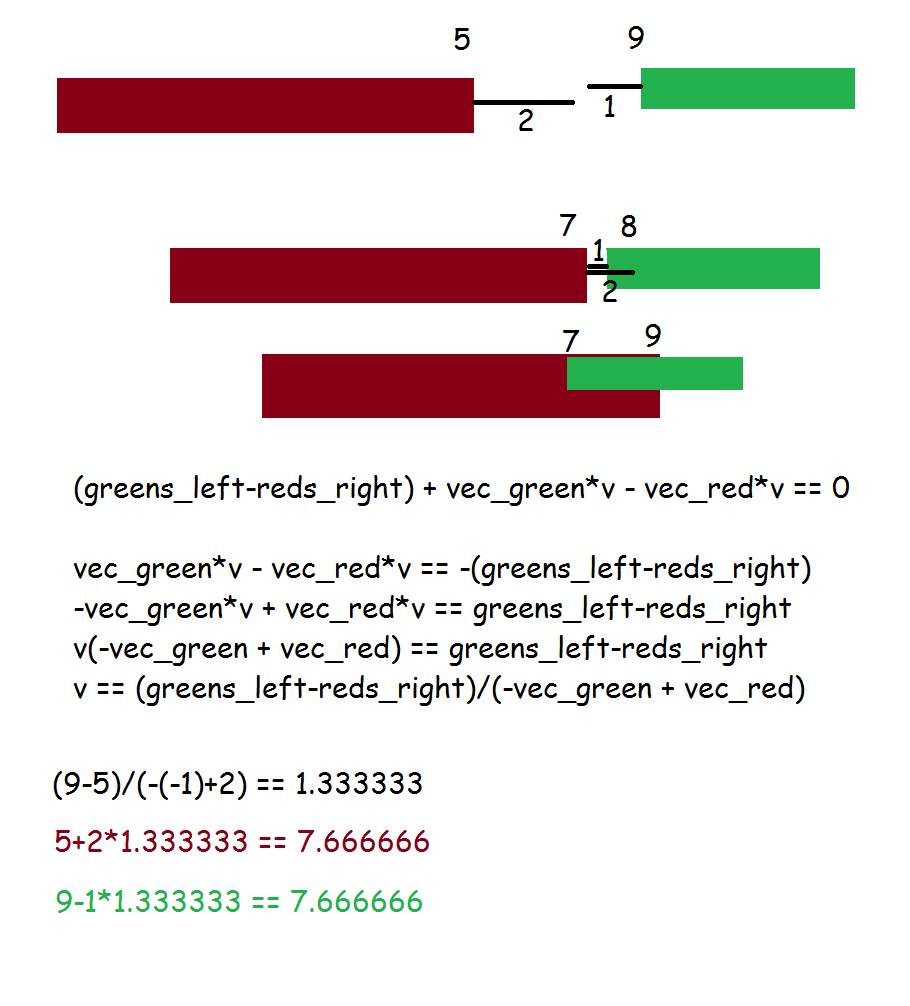 5 9
2 1
7 8
1
2
7 9
(greens_left-reds_right) + vec_green*v - vec_red*v == 0
vec_green*v - vec_red*v == -(greens_left-reds_right)
-vec_green*v + vec_red*v == greens_left-reds_right
v(-vec_green + vec_red) == greens_left-reds_right
v == (greens_left-reds_right)/(-vec_green + vec_red)
(9-5)/(-(-1)+2) == 1.333333
5+2*1.333333 == 7.666666
9-1*1.333333 == 7.666666